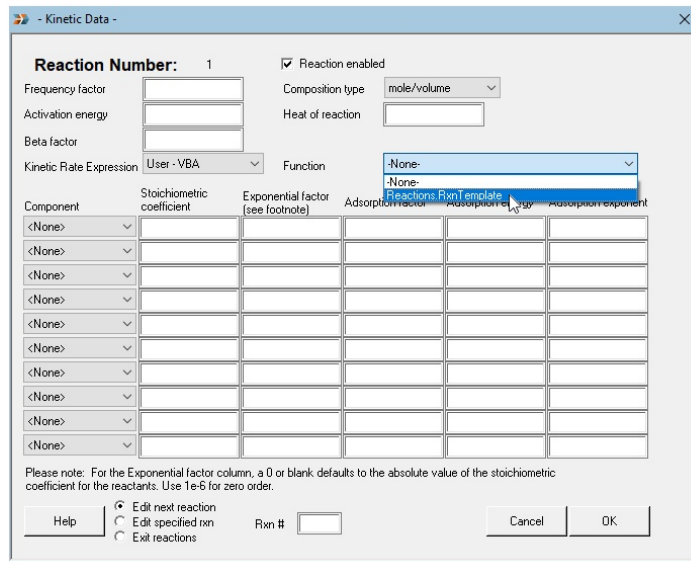 - Kinetic Data -
Reaction Number: 1
Reaction enabled
Frequency factor
Composition type mole/volume
Activation energy
Heat of reaction
Beta factor
Kinetic Rate Expression User - VBA
Function -None-
-None-
Reactions.RxnTemplate
Component
Stoichiometric
coefficient
Exponential factor
(see footnote)
Adsorption factor
Adsorption energy
Adsorption exponent
<None>
<None>
<None>
<None>
<None>
<None>
<None>
<None>
<None>
<None>
Please note: For the Exponential factor column, a 0 or blank defaults to the absolute value of the stoichiometric
coefficient for the reactants. Use 1e-6 for zero order.
Help
Edit next reaction
Edit specified rxn
Exit reactions
Rxn #
Cancel
OK